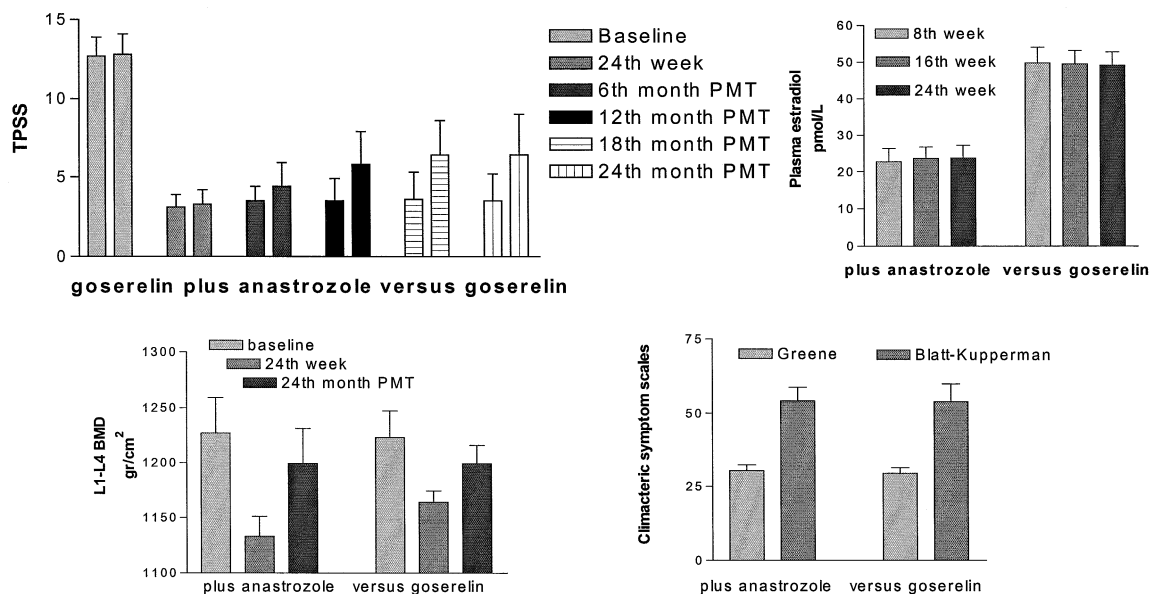 15
10
5
0
TPSS
Baseline
24th week
6th month PMT
12th month PMT
18th month PMT
24th month PMT
goserelin plus anastrozole versus goserelin
60
50
40
30
20
10
0
Plasma estradiol
pmol/L
8th week
16th week
24th week
plus anastrozole versus goserelin
1300
1250
1200
1150
1100
L1-L4 BMD
gr/cm²
baseline
24th week
24th month PMT
plus anastrozole versus goserelin
75
50
25
0
Climacteric symptom scales
Greene Blatt-Kupperman
plus anastrozole versus goserelin